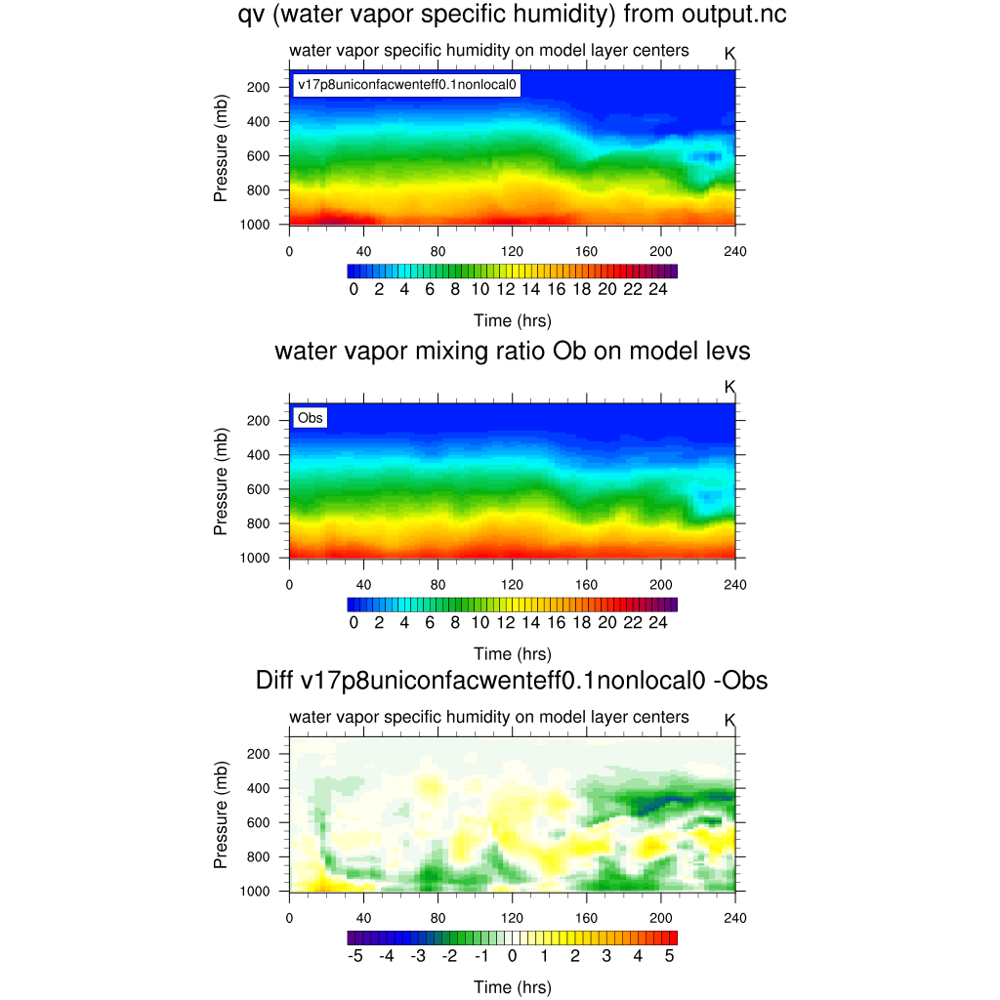 qv (water vapor specific humidity) from output.nc
water vapor specific humidity on model layer centers K
v17p8uniconfacwenteff0.1nonlocal0
Pressure (mb)
200
400
600
800
1000
0 40 80 120 160 200 240
0 2 4 6 8 10 12 14 16 18 20 22 24
Time (hrs)
water vapor mixing ratio Ob on model levs
K
Obs
Pressure (mb)
200
400
600
800
1000
0 40 80 120 160 200 240
0 2 4 6 8 10 12 14 16 18 20 22 24
Time (hrs)
Diff v17p8uniconfacwenteff0.1nonlocal0 -Obs
water vapor specific humidity on model layer centers K
Pressure (mb)
200
400
600
800
1000
0 40 80 120 160 200 240
-5 -4 -3 -2 -1 0 1 2 3 4 5
Time (hrs)